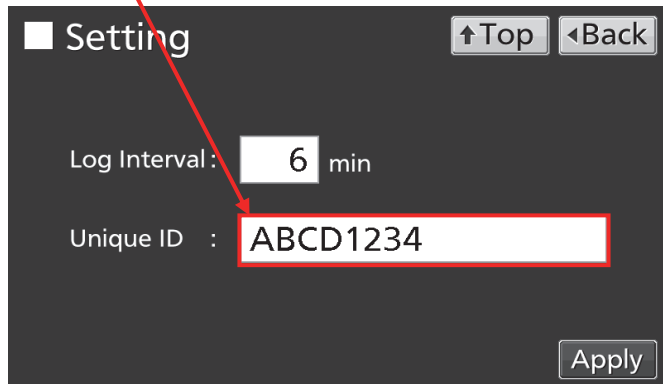 Setting
Top
Back
Log Interval : 6 min
Unique ID : ABCD1234
Apply